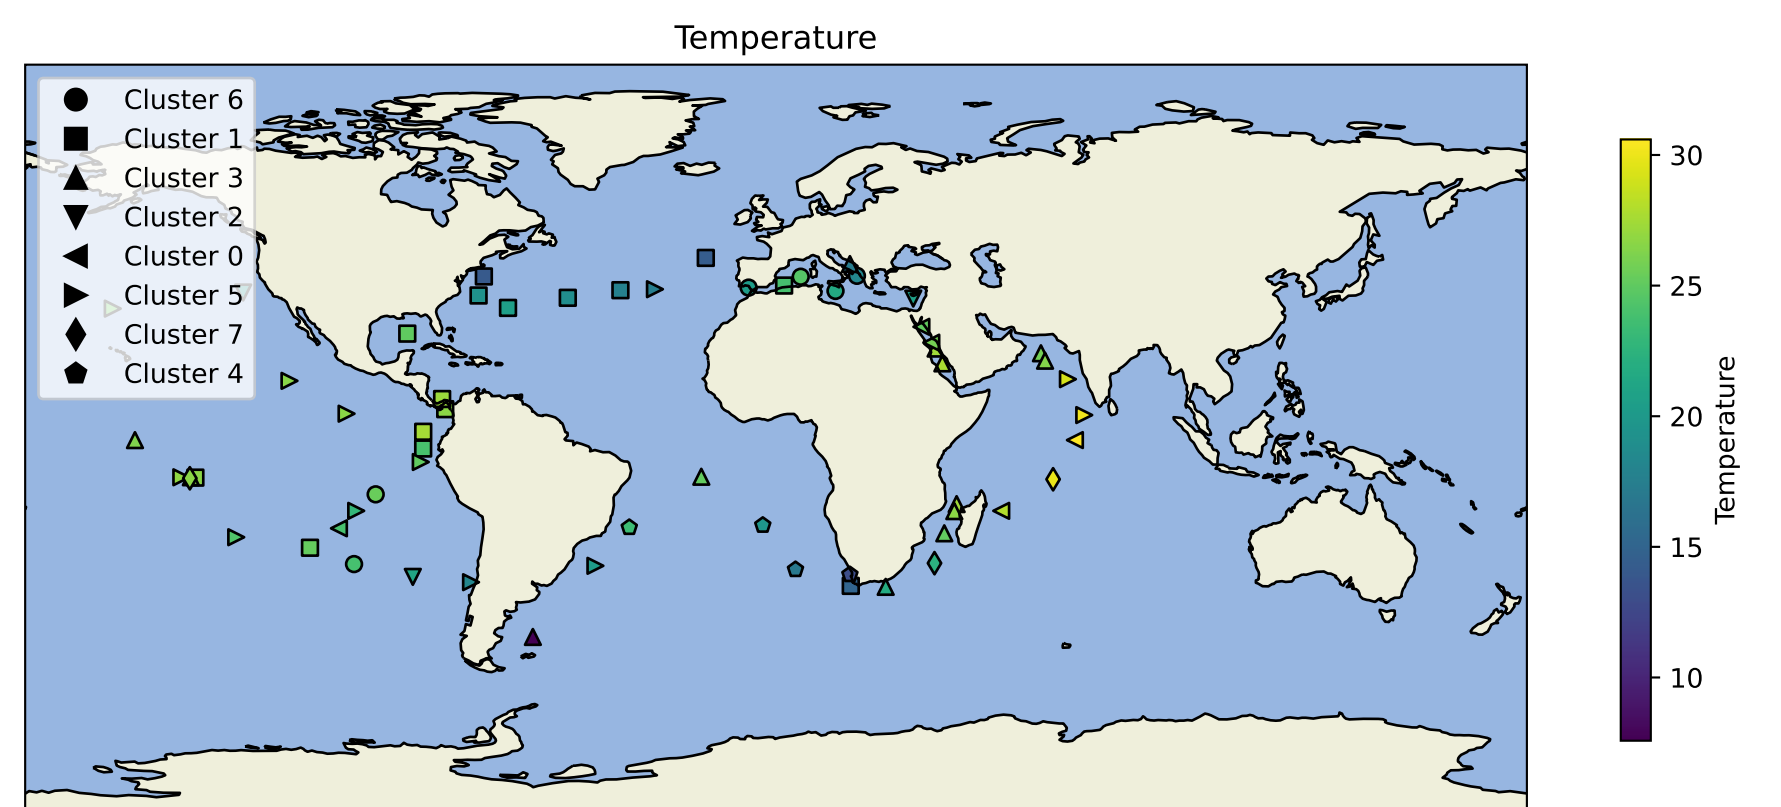 Temperature
Cluster 6
Cluster 1
Cluster 3
Cluster 2
Cluster 0
Cluster 5
Cluster 7
Cluster 4
30
25
20
15
10
Temperature